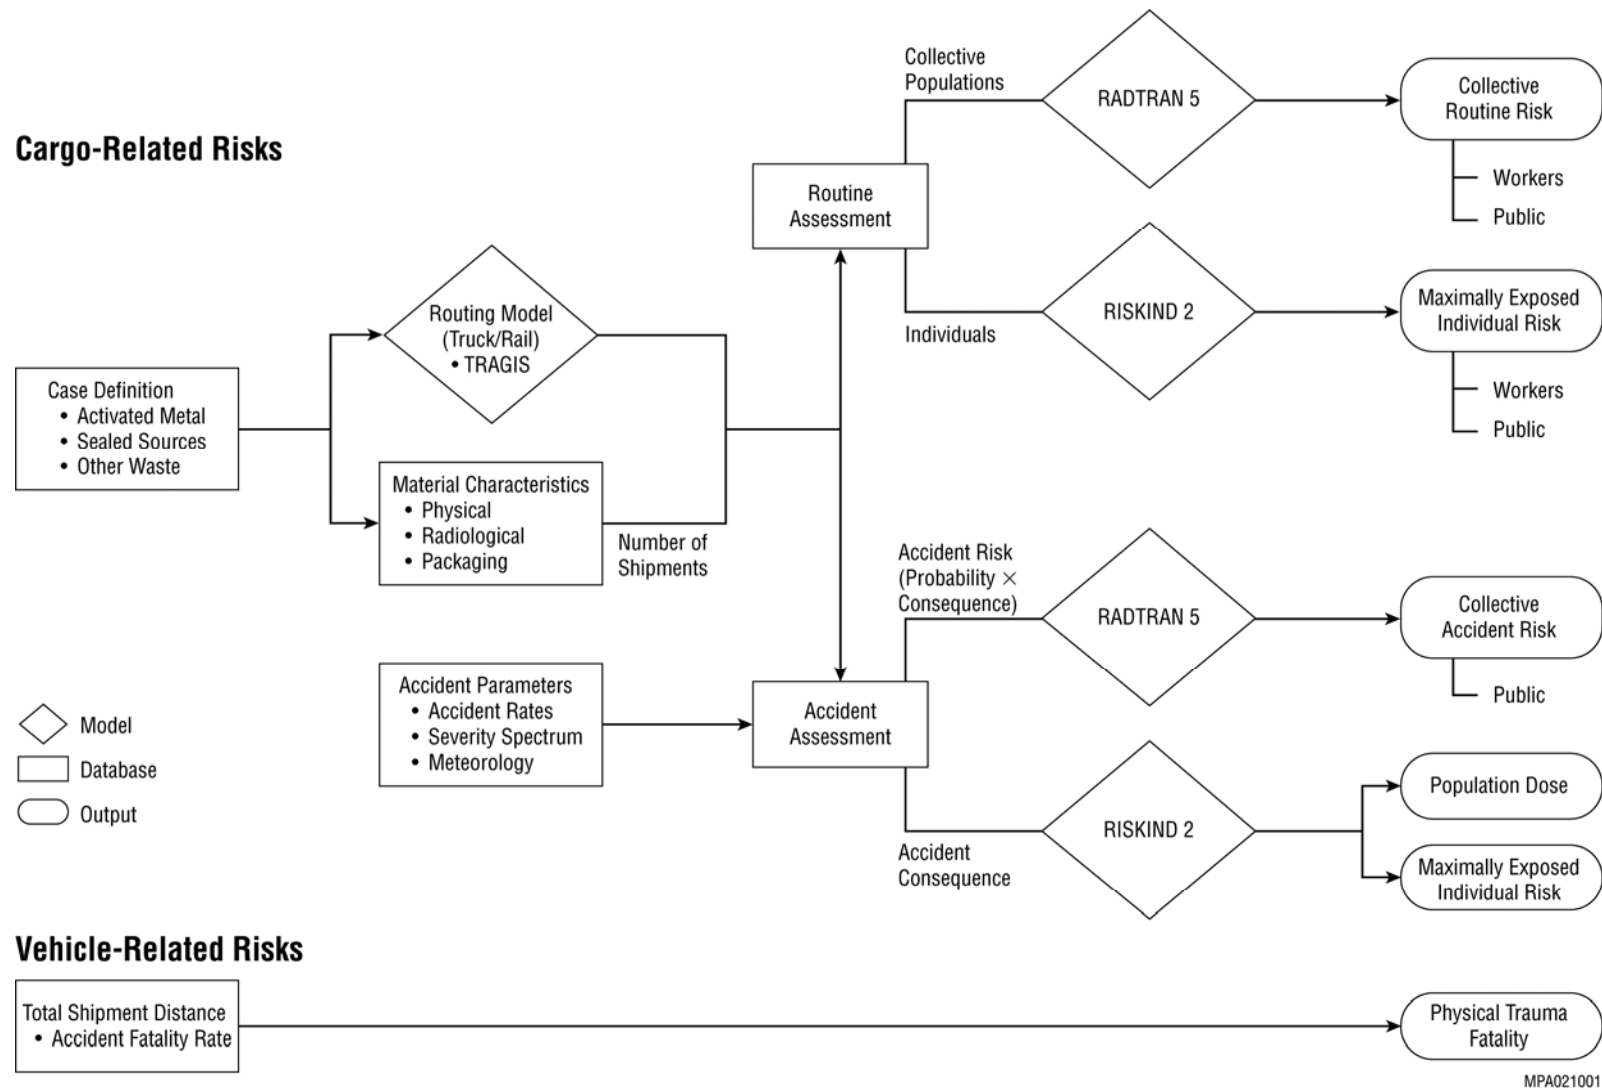 Cargo-Related Risks
Case Definition
• Activated Metal
• Sealed Sources
• Other Waste
Routing Model
(Truck/Rail)
• TRAGIS
Material Characteristics
• Physical
• Radiological
• Packaging
Number of
Shipments
Accident Parameters
• Accident Rates
• Severity Spectrum
• Meteorology
Routine
Assessment
Collective
Populations
RADTRAN 5
Collective
Routine Risk
Workers
Public
Individuals
RISKIND 2
Maximally Exposed
Individual Risk
Workers
Public
Accident
Assessment
Accident Risk
(Probability ×
Consequence)
RADTRAN 5
Collective
Accident Risk
Public
Accident
Consequence
RISKIND 2
Population Dose
Maximally Exposed
Individual Risk
Model
Database
Output
Vehicle-Related Risks
Total Shipment Distance
• Accident Fatality Rate
Physical Trauma
Fatality
MPA021001